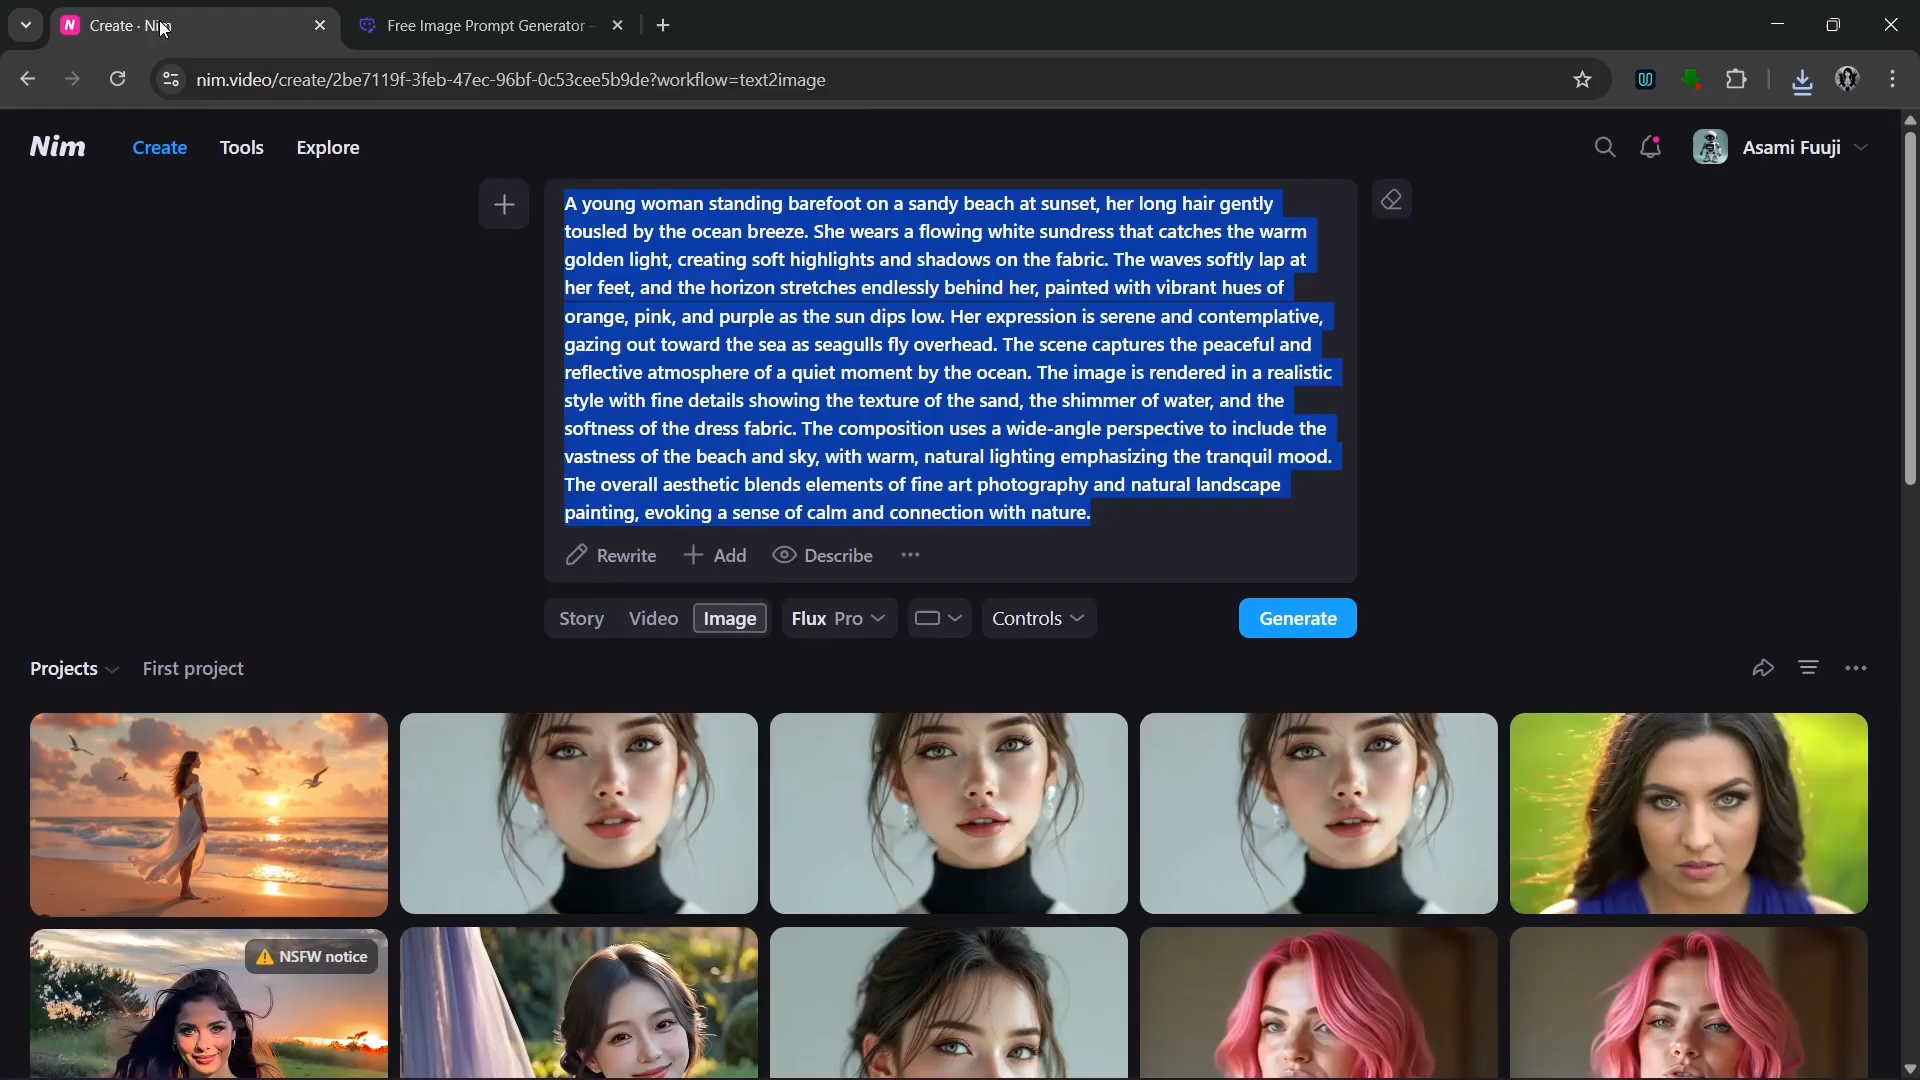 Create · Nim
Free Image Prompt Generator
nim.video/create/2be7119f-3feb-47ec-96bf-0c53cee5b9de?workflow=text2image
Nim
Create
Tools
Explore
Asami Fuuji
A young woman standing barefoot on a sandy beach at sunset, her long hair gently
tousled by the ocean breeze. She wears a flowing white sundress that catches the warm
golden light, creating soft highlights and shadows on the fabric. The waves softly lap at
her feet, and the horizon stretches endlessly behind her, painted with vibrant hues of
orange, pink, and purple as the sun dips low. Her expression is serene and contemplative,
gazing out toward the sea as seagulls fly overhead. The scene captures the peaceful and
reflective atmosphere of a quiet moment by the ocean. The image is rendered in a realistic
style with fine details showing the texture of the sand, the shimmer of water, and the
softness of the dress fabric. The composition uses a wide-angle perspective to include the
vastness of the beach and sky, with warm, natural lighting emphasizing the tranquil mood.
The overall aesthetic blends elements of fine art photography and natural landscape
painting, evoking a sense of calm and connection with nature.
Rewrite
Add
Describe
Story
Video
Image
Flux Pro
Controls
Generate
Projects
First project
NSFW notice